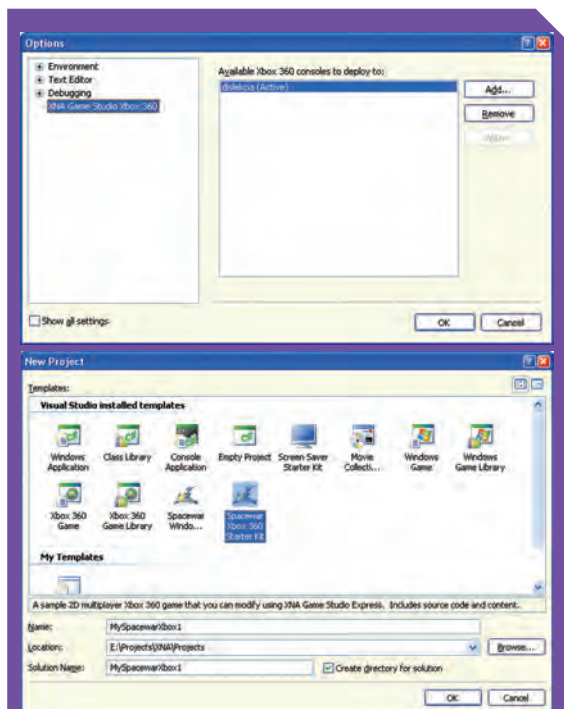 Options
Environment
Text Editor
Debugging
XNA Game Studio Xbox 360
Available Xbox 360 consoles to deploy to:
(Active)
Add...
Remove
Show all settings
OK
Cancel
New Project
Templates:
Visual Studio installed templates
Windows Application
Class Library
Console Application
Empty Project
Screen Saver Starter Kit
Movie Collecti...
Windows Game
Windows Game Library
Xbox 360 Game
Xbox 360 Game Library
Spacewar Windo...
Spacewar Xbox 360 Starter Kit
My Templates
A sample 2D multiplayer Xbox 360 game that you can modify using XNA Game Studio Express. Includes source code and content.
Name:
MySpacewarXbox1
Location:
E:\Projects\XNA\Projects
Browse...
Solution Name:
MySpacewarXbox1
Create directory for solution
OK
Cancel